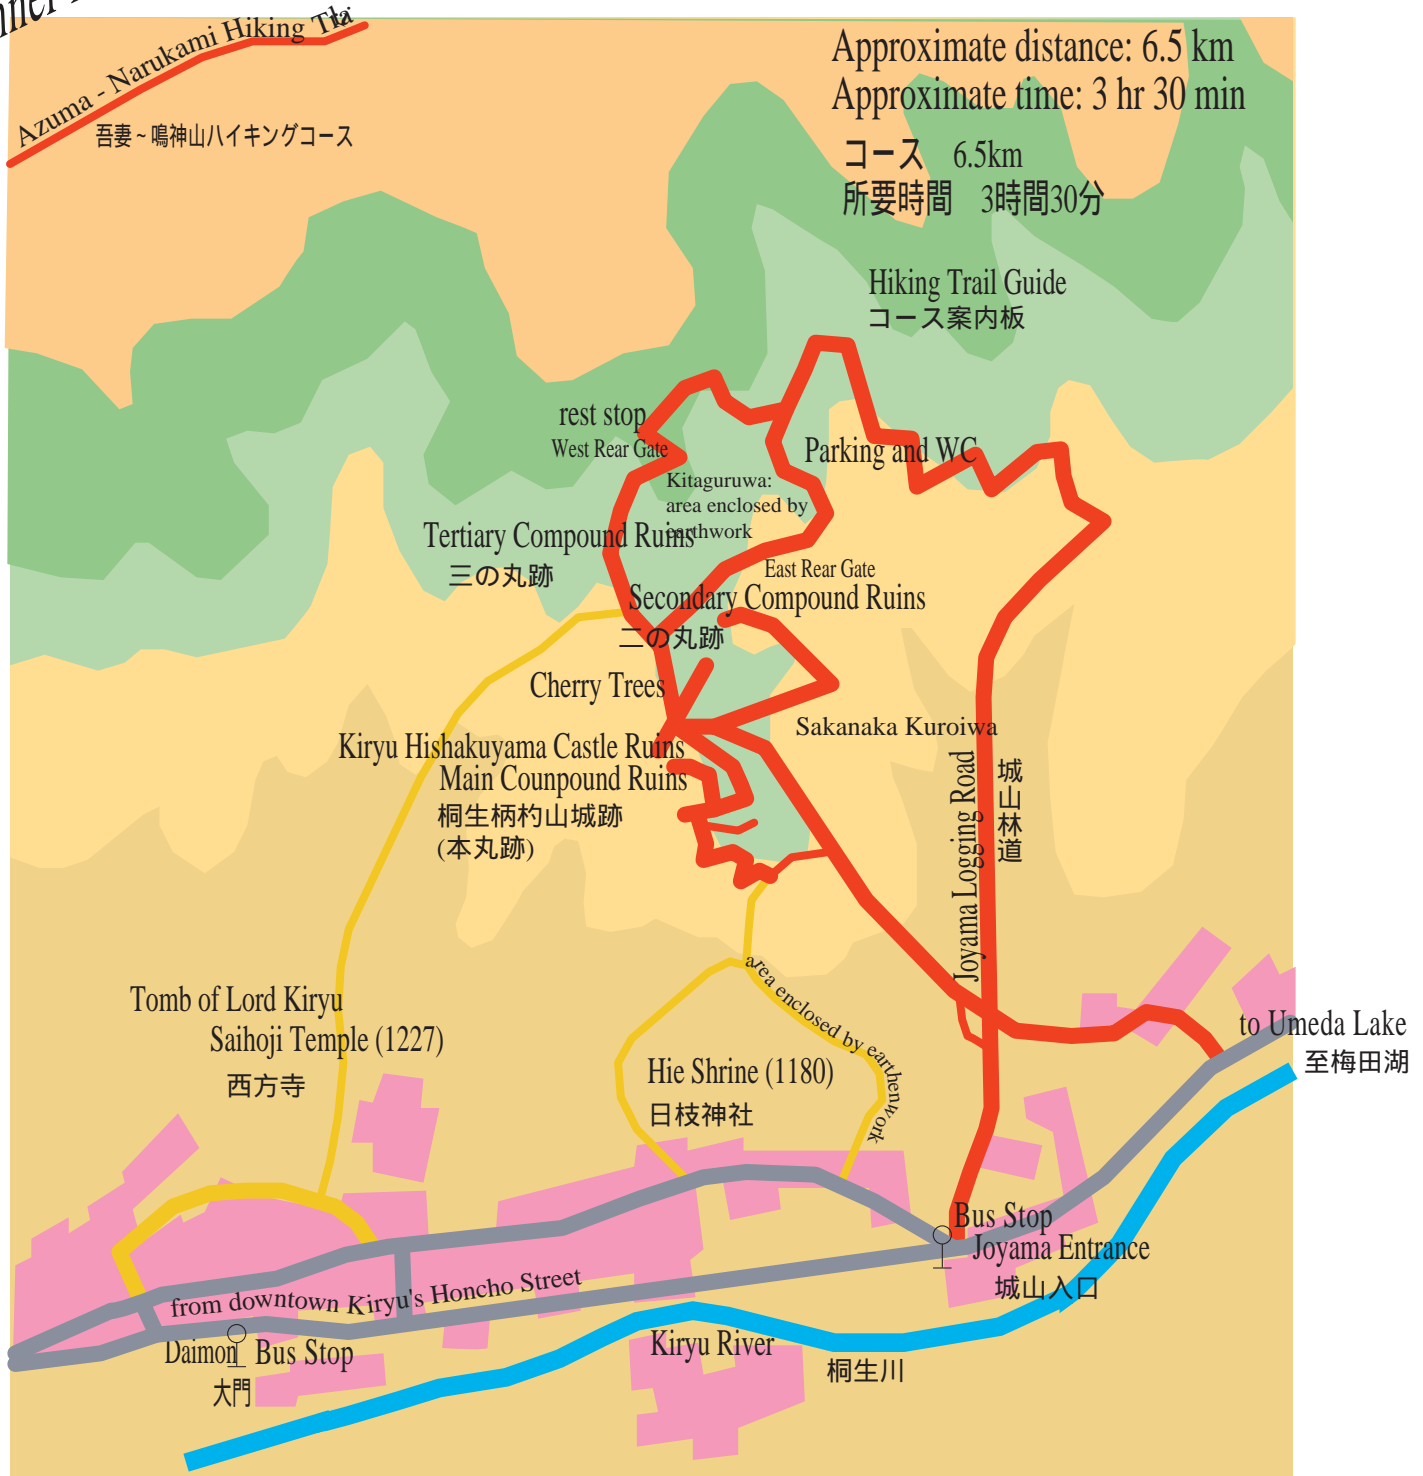 Azuma - Narukami Hiking
吾妻~鳴神山ハイキングコース
Approximate distance: 6.5 km
Approximate time: 3 hr 30 min
コース　6.5km
所要時間　3時間30分
Hiking Trail Guide
コース案内板
rest stop
West Rear Gate
Parking and WC
Kitaguruwa:
area enclosed by
earthwork
Tertiary Compound Ruins
三の丸跡
East Rear Gate
Secondary Compound Ruins
二の丸跡
Cherry Trees
Sakanaka Kuroiwa
Kiryu Hishakuyama Castle Ruins
Main Counpound Ruins
桐生柄杓山城跡
(本丸跡)
Joyama Logging Road
城山林道
Tomb of Lord Kiryu
Saihoji Temple (1227)
西方寺
area enclosed by earthenwork
Hie Shrine (1180)
日枝神社
to Umeda Lake
至梅田湖
Bus Stop
Joyama Entrance
城山入口
from downtown Kiryu's Honcho Street
Daimon
Bus Stop
大門
Kiryu River
桐生川